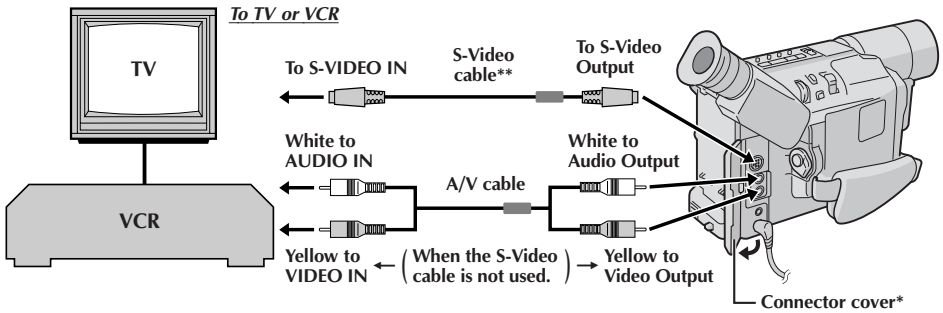 To TV or VCR
TV
To S-VIDEO IN
S-Video
cable**
To S-Video
Output
White to
AUDIO IN
A/V cable
White to
Audio Output
VCR
Yellow to
VIDEO IN
(When the S-Video
cable is not used.)
Yellow to
Video Output
Connector cover*